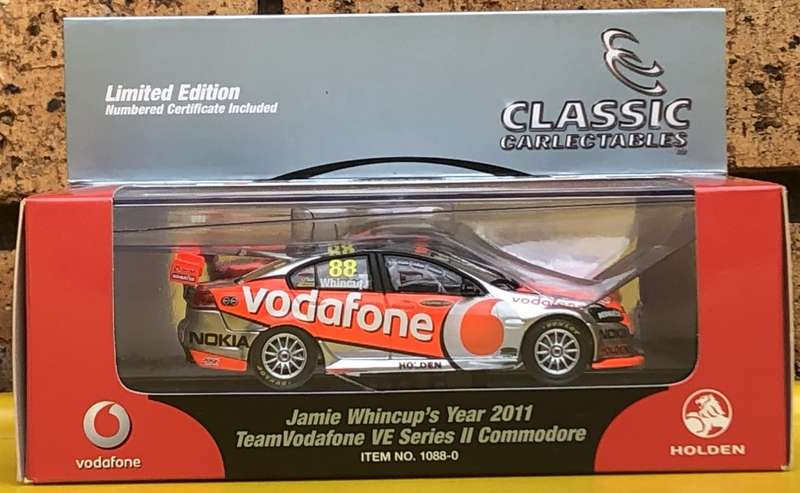 Limited Edition
Numbered Certificate Included
CLASSIC
CARLECTABLES
88
Whincup
vodafone
vodafone
NOKIA
NOKIA
HOLDEN
Jamie Whincup's Year 2011
TeamVodafone VE Series II Commodore
ITEM NO. 1088-0
vodafone
HOLDEN